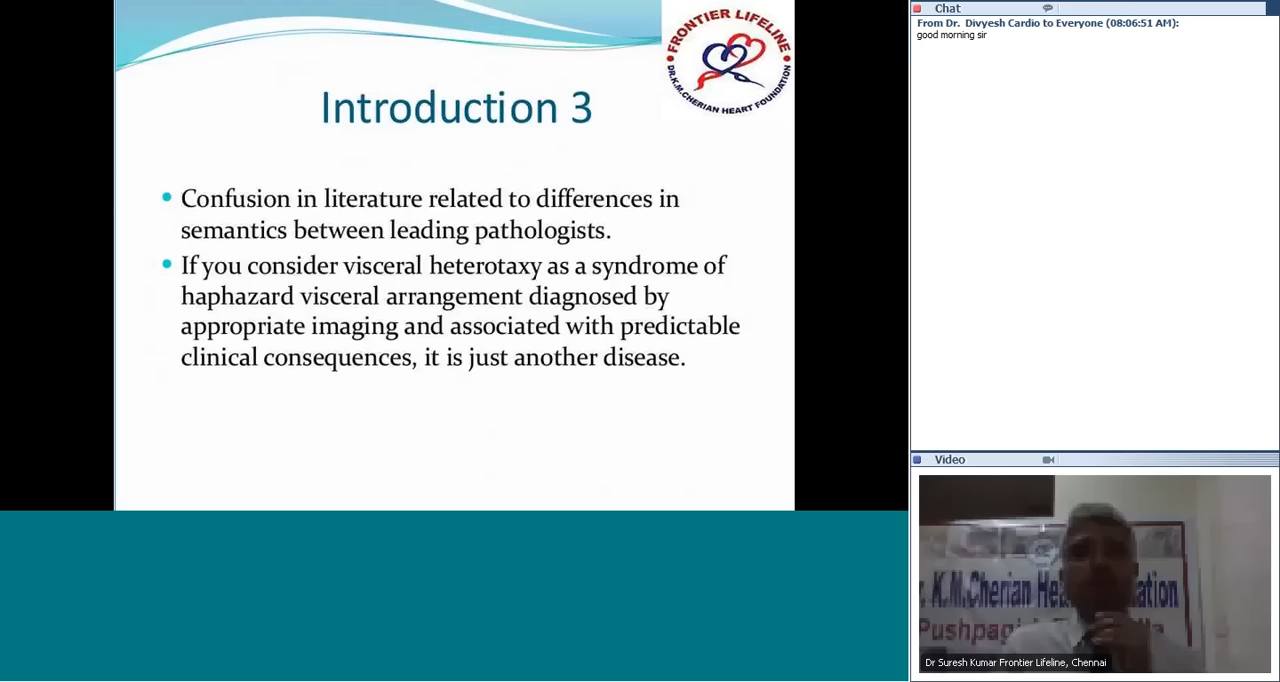 FRONTIER LIFELINE
DR.K.M.CHERIAN HEART FOUNDATION
Introduction 3
Confusion in literature related to differences in
semantics between leading pathologists.
If you consider visceral heterotaxy as a syndrome of
haphazard visceral arrangement diagnosed by
appropriate imaging and associated with predictable
clinical consequences, it is just another disease.
Chat
From Dr. Divyesh Cardio to Everyone (08:06:51 AM):
good morning sir
Video
K.M.Cherian
Dr Suresh Kumar Frontier Lifeline, Chennai